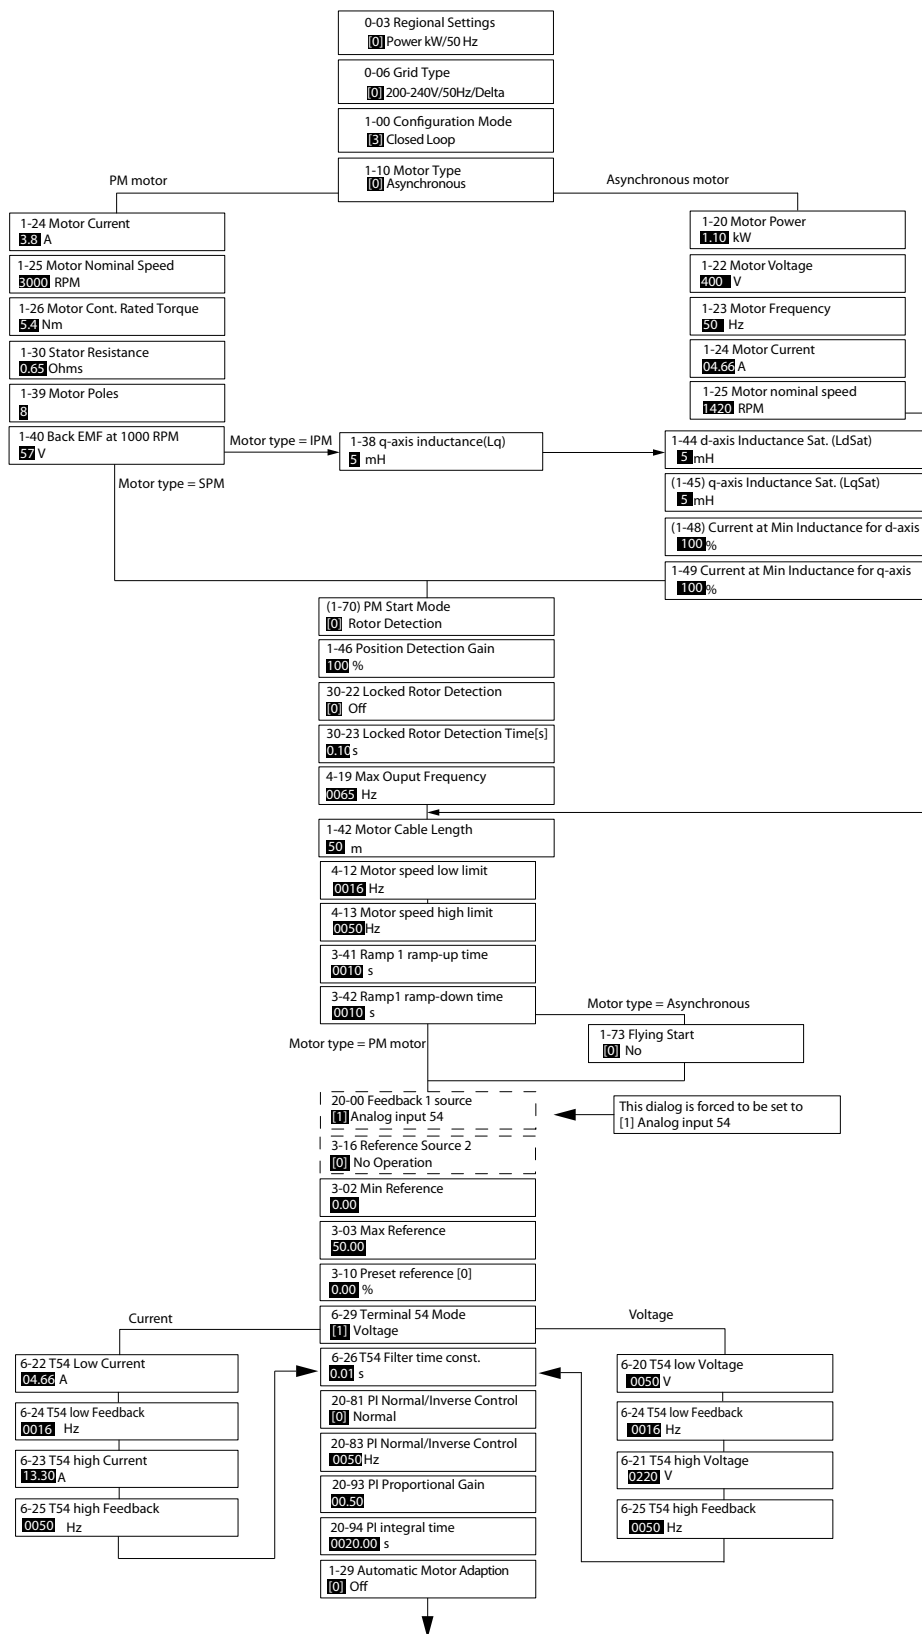 0-03 Regional Settings
[0] Power kW/50 Hz
0-06 Grid Type
[0] 200-240V/50Hz/Delta
1-00 Configuration Mode
[3] Closed Loop
1-10 Motor Type
[0] Asynchronous
PM motor
Asynchronous motor
1-24 Motor Current
3.8 A
1-25 Motor Nominal Speed
3000 RPM
1-26 Motor Cont. Rated Torque
5.4 Nm
1-30 Stator Resistance
0.65 Ohms
1-39 Motor Poles
8
1-40 Back EMF at 1000 RPM
57 V
Motor type = IPM
Motor type = SPM
1-38 q-axis inductance(Lq)
5 mH
1-20 Motor Power
1.10 kW
1-22 Motor Voltage
400 V
1-23 Motor Frequency
50 Hz
1-24 Motor Current
04.66 A
1-25 Motor nominal speed
1420 RPM
1-44 d-axis Inductance Sat. (LdSat)
5 mH
(1-45) q-axis Inductance Sat. (LqSat)
5 mH
(1-48) Current at Min Inductance for d-axis
100 %
1-49 Current at Min Inductance for q-axis
100 %
(1-70) PM Start Mode
[0] Rotor Detection
1-46 Position Detection Gain
100 %
30-22 Locked Rotor Detection
[0] Off
30-23 Locked Rotor Detection Time[s]
0.10 s
4-19 Max Ouput Frequency
0065 Hz
1-42 Motor Cable Length
50 m
4-12 Motor speed low limit
0016 Hz
4-13 Motor speed high limit
0050 Hz
3-41 Ramp 1 ramp-up time
0010 s
3-42 Ramp1 ramp-down time
0010 s
Motor type = Asynchronous
1-73 Flying Start
[0] No
Motor type = PM motor
20-00 Feedback 1 source
[1] Analog input 54
This dialog is forced to be set to
[1] Analog input 54
3-16 Reference Source 2
[0] No Operation
3-02 Min Reference
0.00
3-03 Max Reference
50.00
3-10 Preset reference [0]
0.00 %
6-29 Terminal 54 Mode
[1] Voltage
Current
Voltage
6-22 T54 Low Current
04.66 A
6-24 T54 low Feedback
0016 Hz
6-23 T54 high Current
13.30 A
6-25 T54 high Feedback
0050 Hz
6-26 T54 Filter time const.
0.01 s
20-81 PI Normal/Inverse Control
[0] Normal
20-83 PI Normal/Inverse Control
0050 Hz
20-93 PI Proportional Gain
00.50
20-94 PI integral time
0020.00 s
1-29 Automatic Motor Adaption
[0] Off
6-20 T54 low Voltage
0050 V
6-24 T54 low Feedback
0016 Hz
6-21 T54 high Voltage
0220 V
6-25 T54 high Feedback
0050 Hz